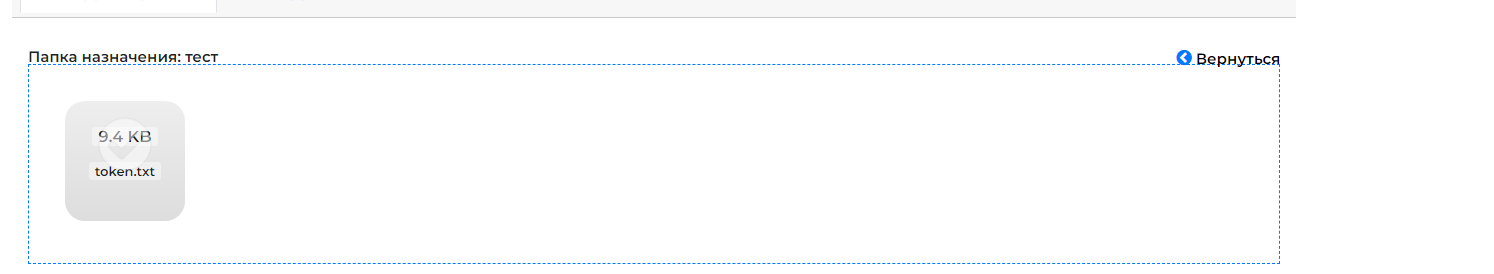 Папка назначения: тест
Вернуться
9.4 KB
token.txt